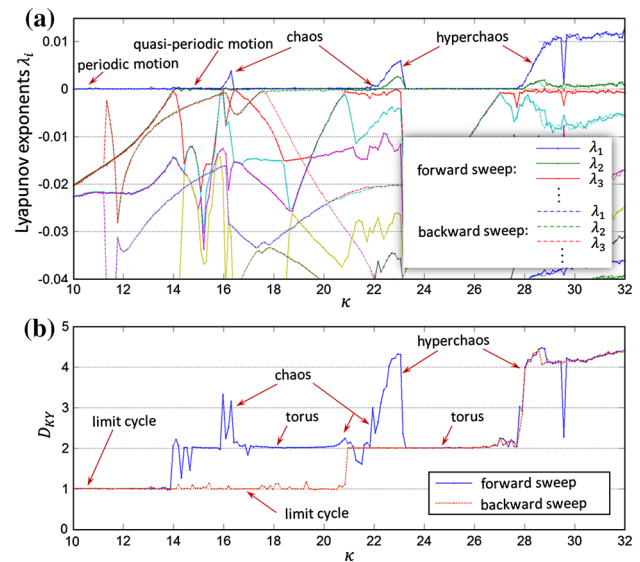 (a)
Lyapunov exponents λi
0.01
0
-0.01
-0.02
-0.03
-0.04
quasi-periodic motion
periodic motion
chaos
hyperchaos
forward sweep:
λ1
λ2
λ3
⋮
⋮
backward sweep:
λ1
λ2
λ3
⋮
⋮
10 12 14 16 18 20 22 24 26 28 30 32
κ
(b)
DKY
5
4
3
2
1
0
limit cycle
chaos
torus
hyperchaos
torus
limit cycle
forward sweep
backward sweep
10 12 14 16 18 20 22 24 26 28 30 32
κ